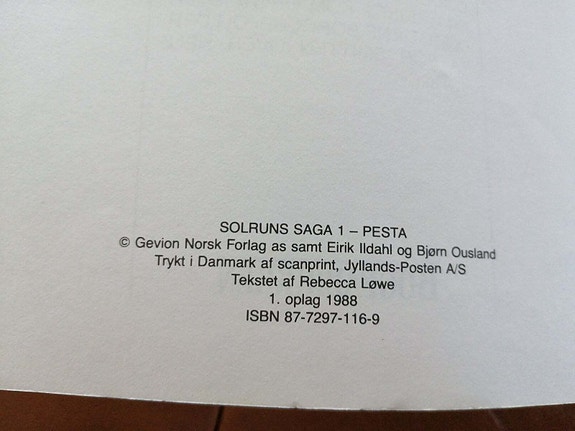 SOLRUNS SAGA 1 – PESTA
© Gevion Norsk Forlag as samt Eirik Ildahl og Bjørn Ousland
Trykt i Danmark af scanprint, Jyllands-Posten A/S
Tekstet af Rebecca Løwe
1. oplag 1988
ISBN 87-7297-116-9